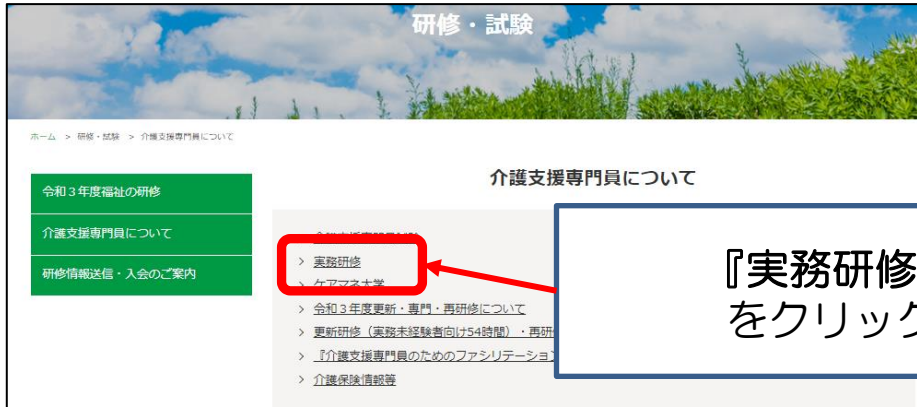 研修・試験
ホーム > 研修・試験 > 介護支援専門員について
介護支援専門員について
令和3年度福祉の研修
介護支援専門員について
研修情報送信・入会のご案内
> 実務研修
> ケアマネ大学
> 令和3年度更新・専門・再研修について
> 更新研修（実務未経験者向け54時間）・再研
> 『介護支援専門員のためのファシリテーション
> 介護保険情報等
『実務研修
をクリック